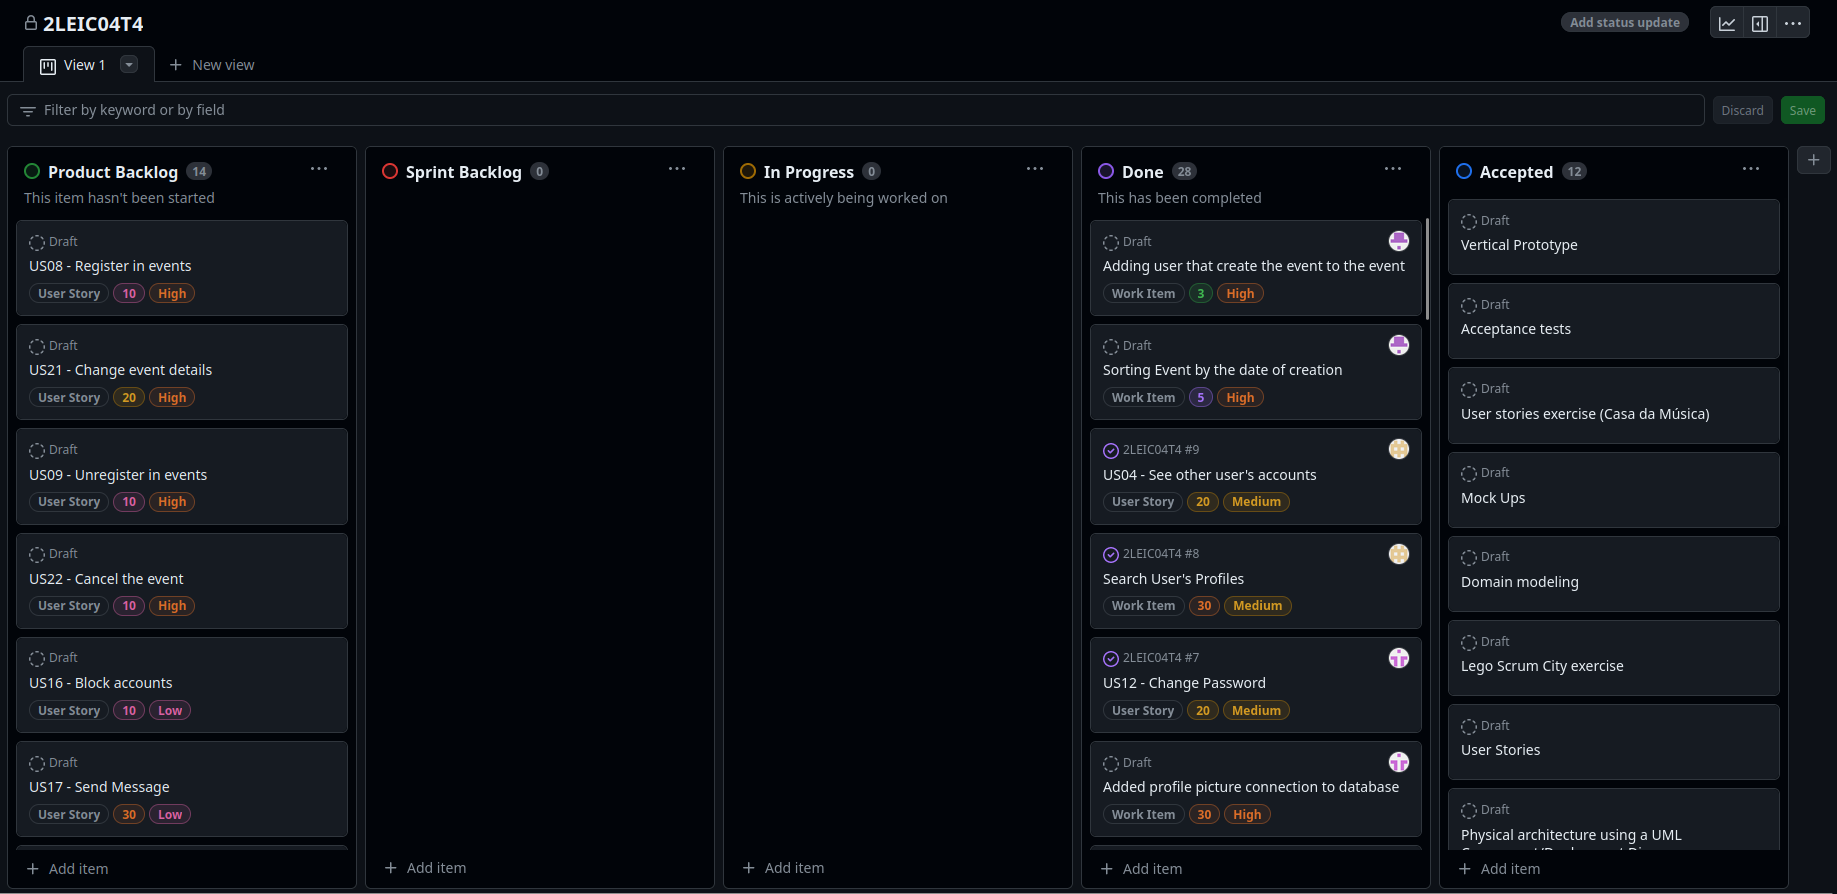 2LEIC04T4
Add status update
View 1
New view
Filter by keyword or by field
Discard
Save
Product Backlog 14
This item hasn't been started
Draft
US08 - Register in events
User Story 10 High
Draft
US21 - Change event details
User Story 20 High
Draft
US09 - Unregister in events
User Story 10 High
Draft
US22 - Cancel the event
User Story 10 High
Draft
US16 - Block accounts
User Story 10 Low
Draft
US17 - Send Message
User Story 30 Low
Add item
Sprint Backlog 0
Add item
In Progress 0
This is actively being worked on
Add item
Done 28
This has been completed
Draft
Adding user that create the event to the event
Work Item 3 High
Draft
Sorting Event by the date of creation
Work Item 5 High
2LEIC04T4 #9
US04 - See other user's accounts
User Story 20 Medium
2LEIC04T4 #8
Search User's Profiles
Work Item 30 Medium
2LEIC04T4 #7
US12 - Change Password
User Story 20 Medium
Draft
Added profile picture connection to database
Work Item 30 High
Add item
Accepted 12
Draft
Vertical Prototype
Draft
Acceptance tests
Draft
User stories exercise (Casa da Música)
Draft
Mock Ups
Draft
Domain modeling
Draft
Lego Scrum City exercise
Draft
User Stories
Draft
Physical architecture using a UML
Add item